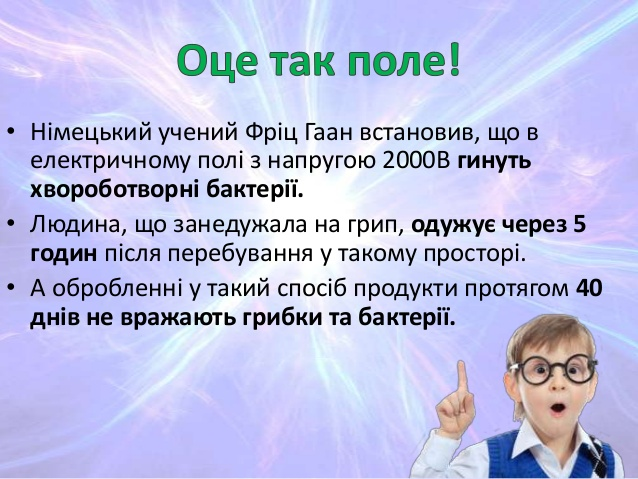 Оце так поле!
• Німецький учений Фріц Гаан встановив, що в
електричному полі з напругою 2000В гинуть
хвороботворні бактерії.
• Людина, що занедужала на грип, одужує через 5
годин після перебування у такому просторі.
• А обробленні у такий спосіб продукти протягом 40
днів не вражають грибки та бактерії.